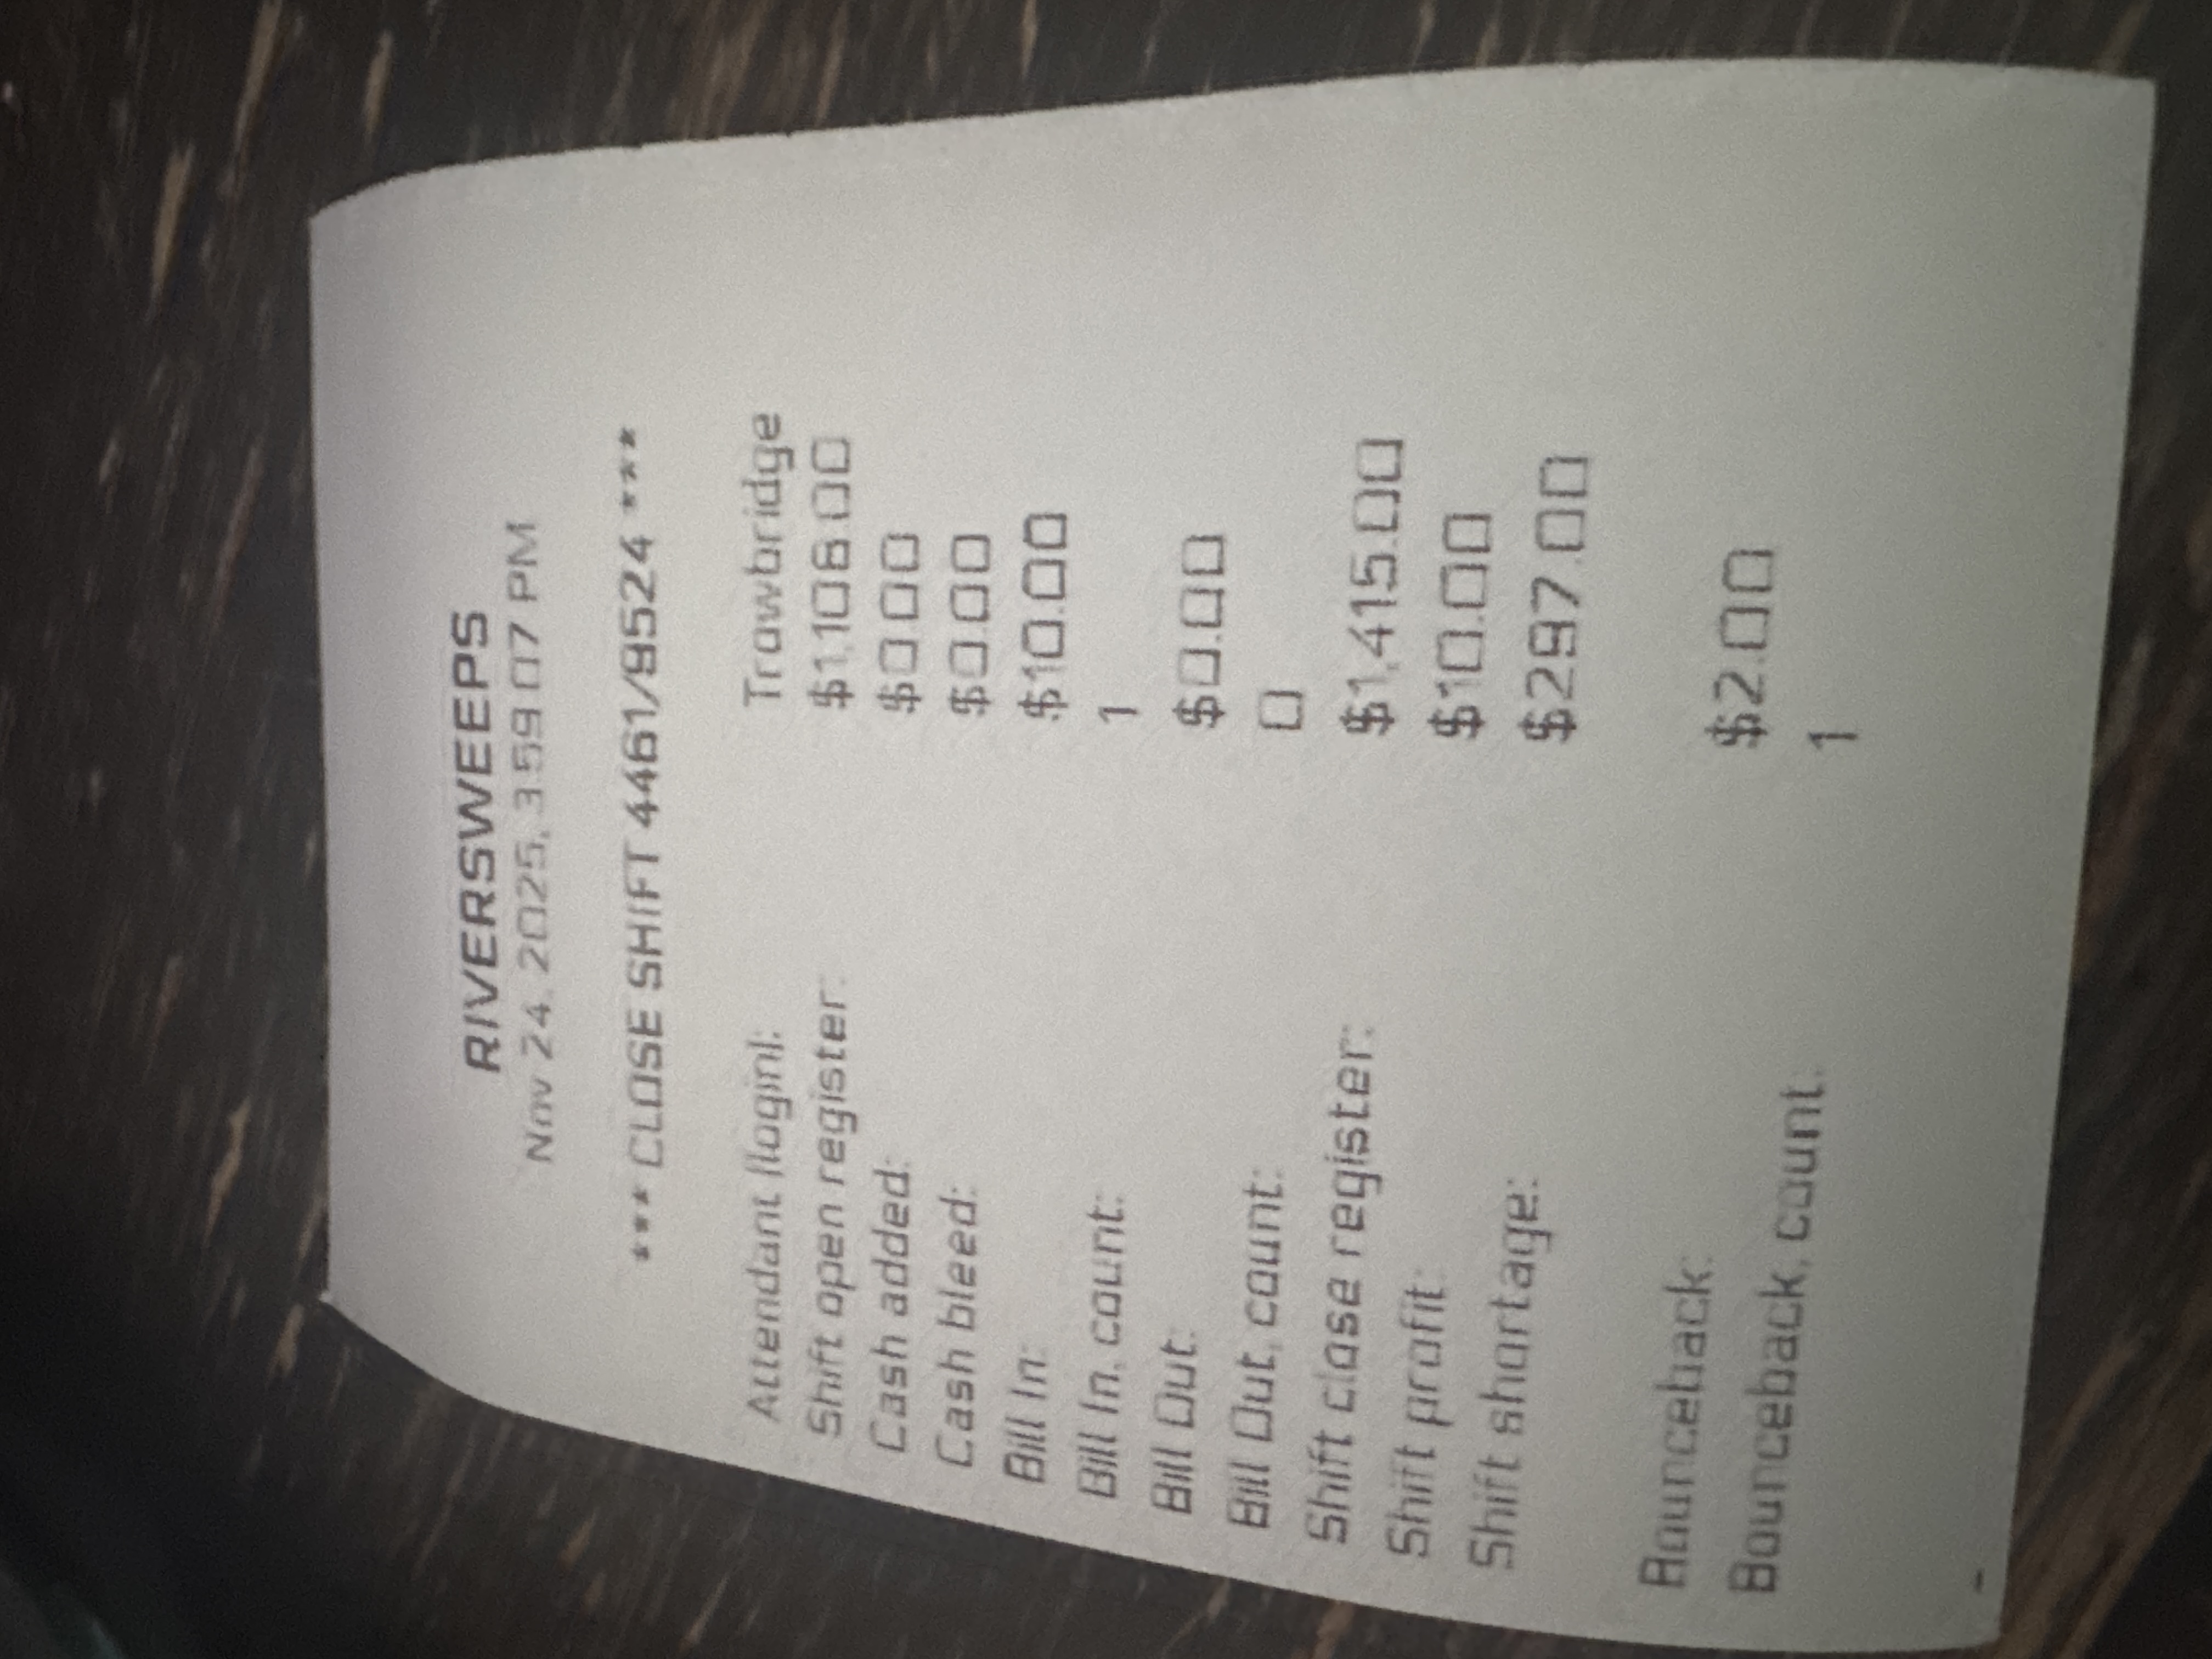 RIVERSWEEPS
Nov 24, 2025, 3:59:07 PM
*** CLOSE SHIFT 4461/9524 ***
Attendant (login): Trowbridge
Shift open register: $1,108.00
Cash added: $0.00
Cash bleed: $0.00
Bill In: $10.00
Bill In, count: 1
Bill Out: $0.00
Bill Out, count: 0
Shift close register: $1,415.00
Shift profit: $10.00
Shift shortage: $297.00
Bounceback: $2.00
Bounceback, count: 1